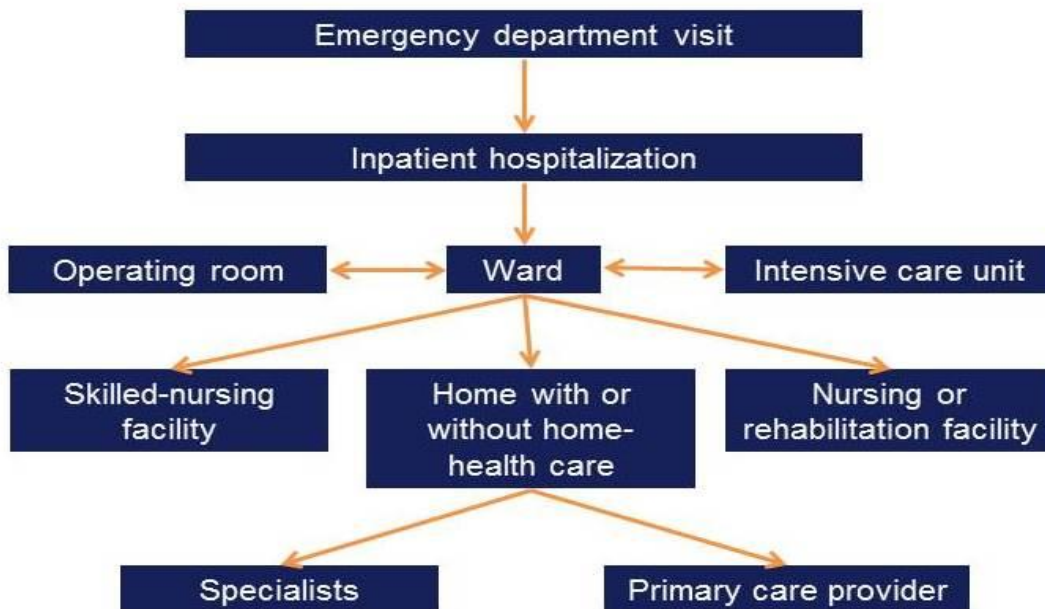 Emergency department visit
Inpatient hospitalization
Operating room
Ward
Intensive care unit
Skilled-nursing
facility
Home with or
without home-
health care
Nursing or
rehabilitation facility
Specialists
Primary care provider